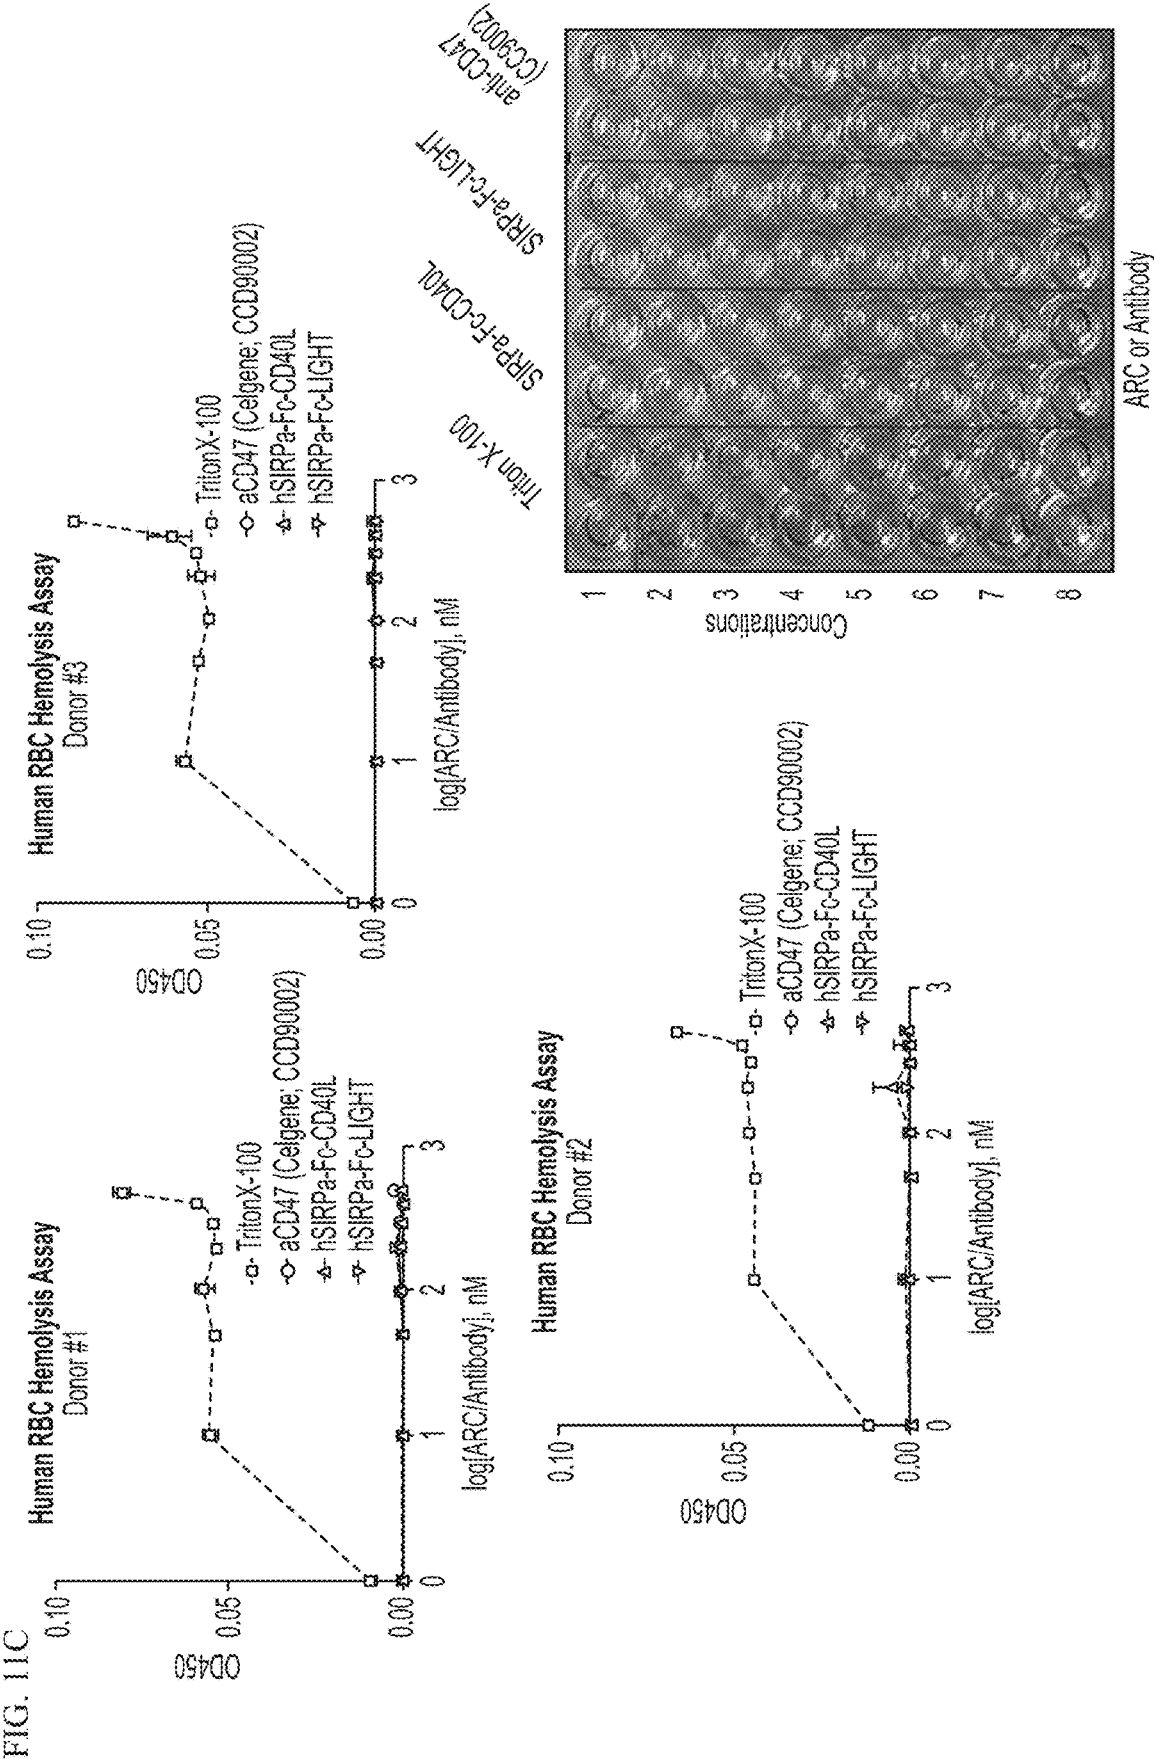 FIG. 11C
Human RBC Hemolysis Assay
Donor #1
OD450
0.10
0.05
0.00
0
1
2
3
log[ARC/Antibody], nM
TritonX-100
aCD47 (Celgene; CCD90002)
hSIRPa-Fc-CD40L
hSIRPa-Fc-LIGHT
Human RBC Hemolysis Assay
Donor #3
OD450
0.10
0.05
0.00
0
1
2
3
log[ARC/Antibody], nM
TritonX-100
aCD47 (Celgene; CCD90002)
hSIRPa-Fc-CD40L
hSIRPa-Fc-LIGHT
Human RBC Hemolysis Assay
Donor #2
OD450
0.10
0.05
0.00
0
1
2
3
log[ARC/Antibody], nM
TritonX-100
aCD47 (Celgene; CCD90002)
hSIRPa-Fc-CD40L
hSIRPa-Fc-LIGHT
Triton X-100
SIRPa-Fc-CD40L
SIRPa-Fc-LIGHT
anti-CD47
(CC9002)
Concentrations
1
2
3
4
5
6
7
8
ARC or Antibody